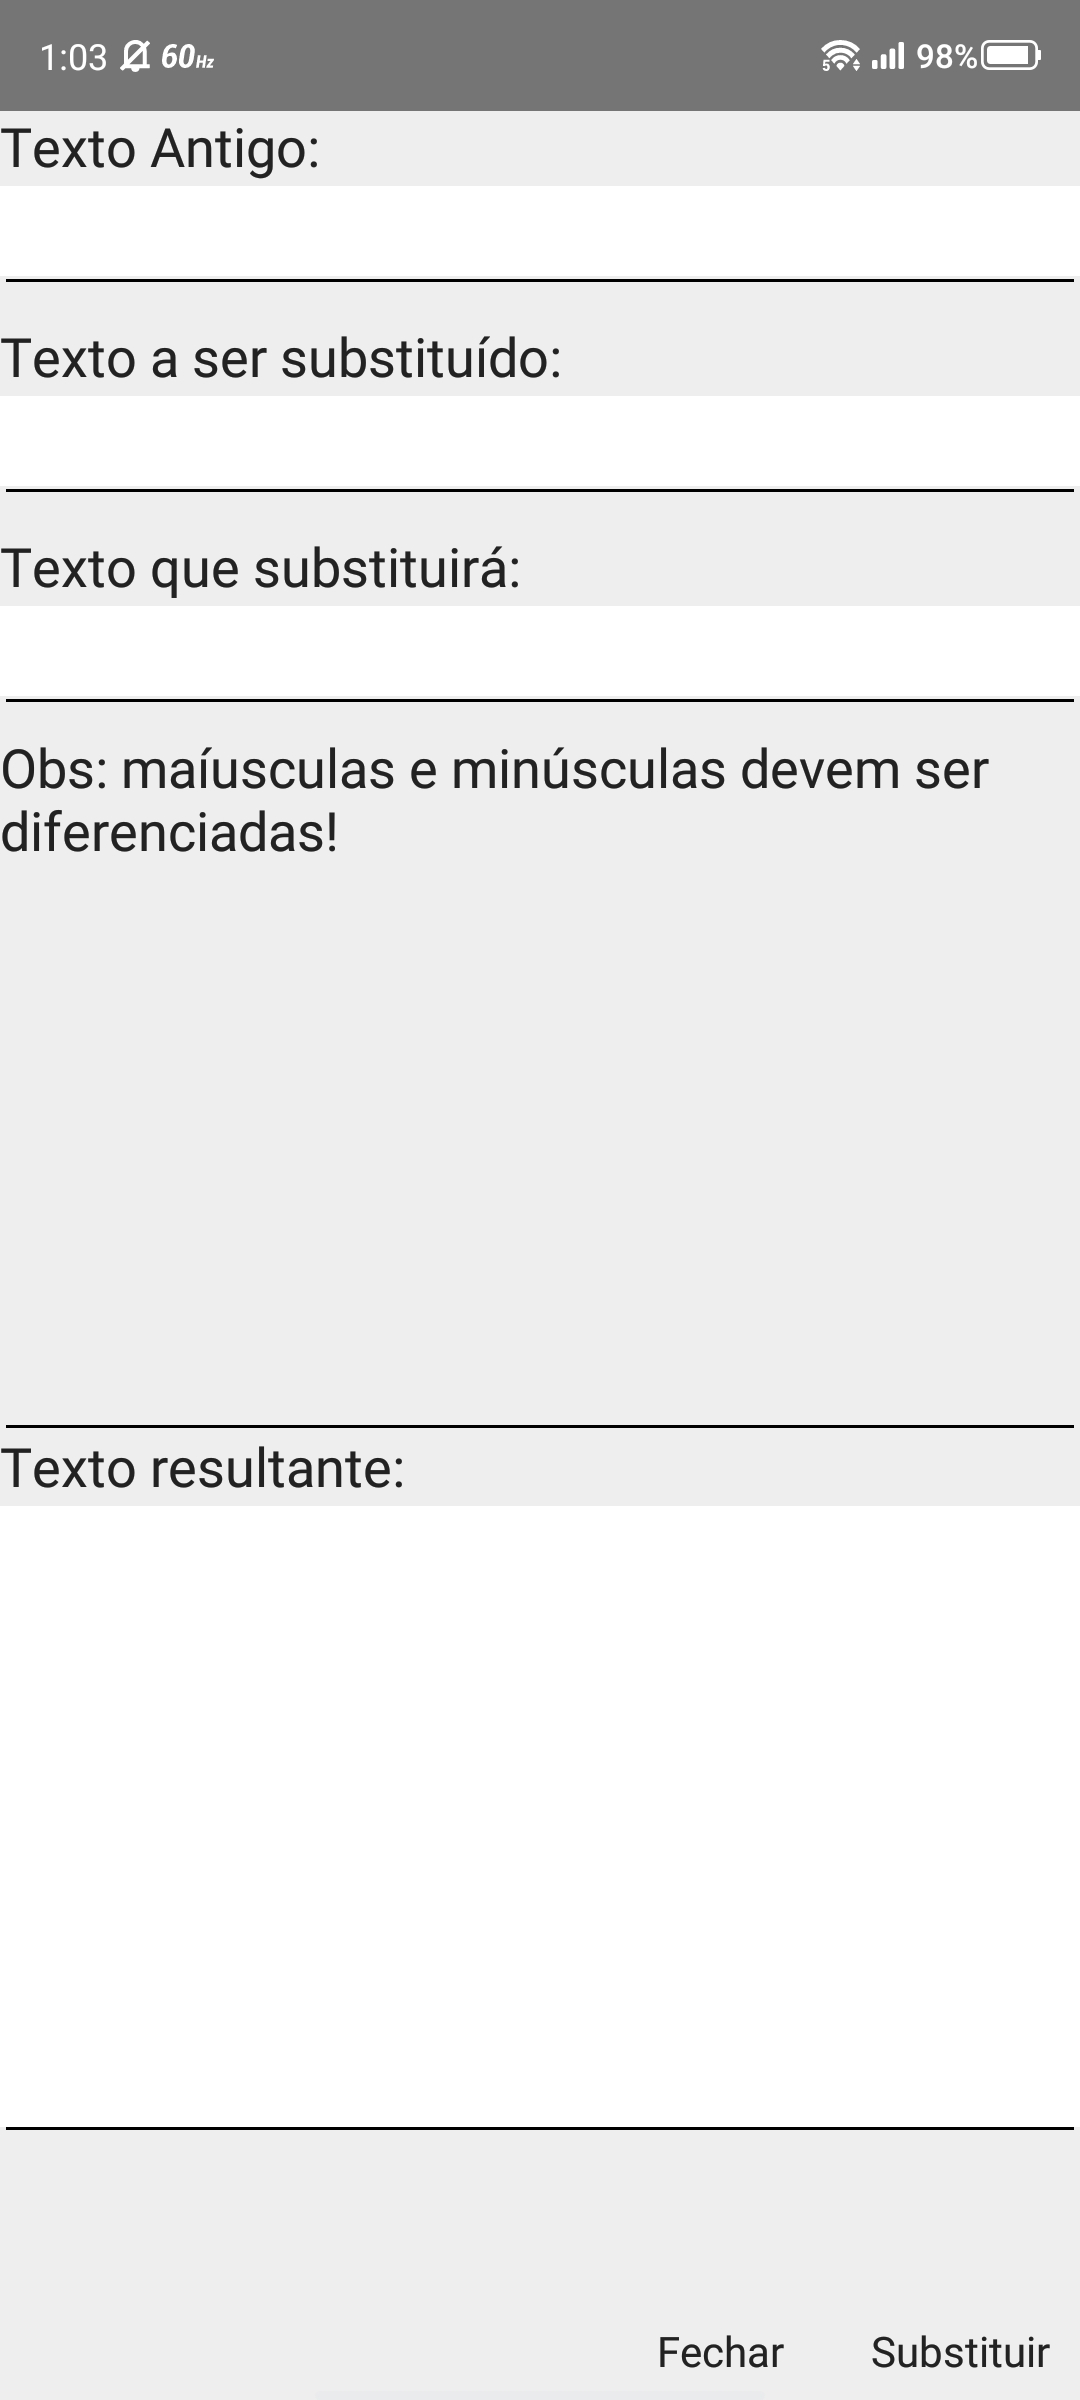 1:03 60Hz 5 98%
Texto Antigo:
Texto a ser substituído:
Texto que substituirá:
Obs: maíusculas e minúsculas devem ser
diferenciadas!
Texto resultante:
Fechar Substituir